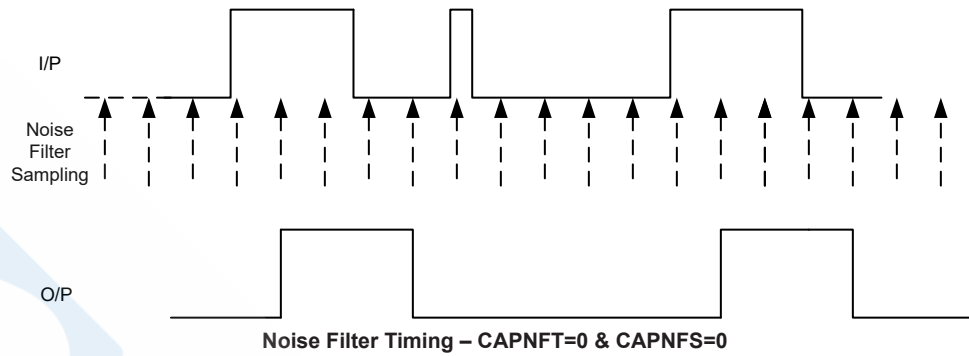 I/P
Noise
Filter
Sampling
O/P
Noise Filter Timing – CAPNFT=0 & CAPNFS=0